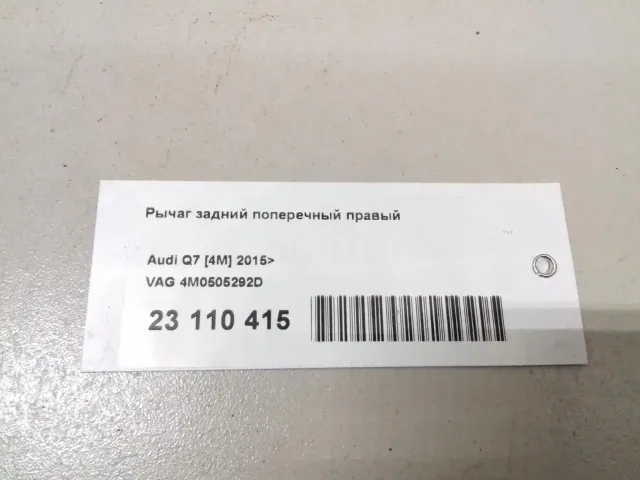 Рычаг задний поперечный правый
Audi Q7 [4M] 2015>
VAG 4M0505292D
23 110 415